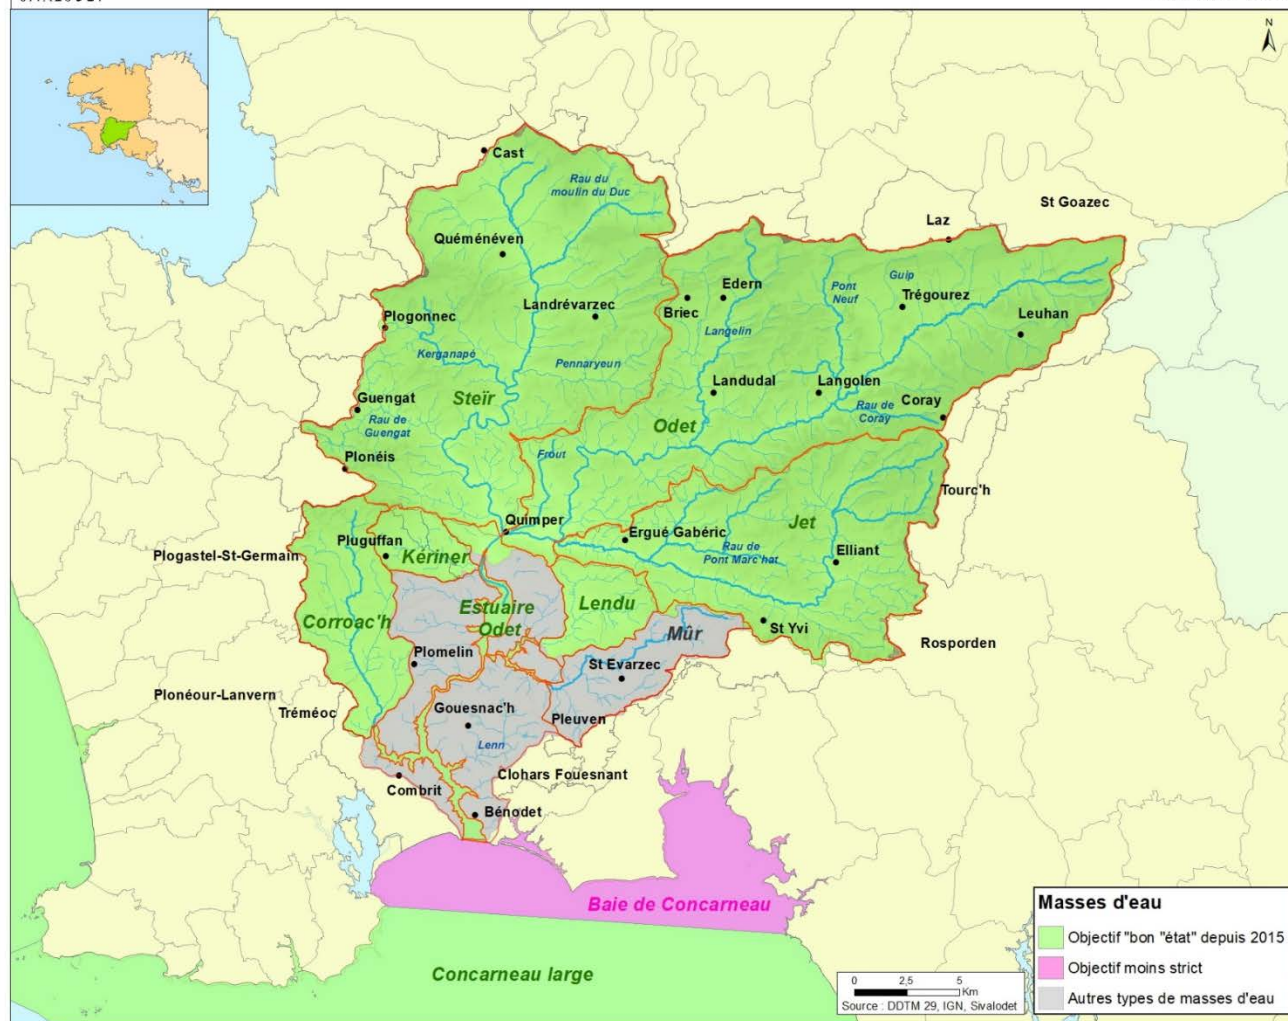 N
Cast
Rau du
moulin du Duc
St Goazec
Laz
Quéménéven
Guip
Edern
Pont
Neuf
Trégourez
Landrévarzec
Briec
Leuhan
Plogonnec
Langelin
Kerganapé
Pennaryeun
Landudal
Langolen
Steïr
Coray
Guengat
Rau de
Coray
Rau de
Guengat
Odet
Frout
Plonéis
Tourc'h
Quimper
Ergué Gabéric
Jet
Pluguffan
Rau de
Pont Marc'hat
Plogastel-St-Germain
Kériner
Elliant
Estuaire
Odet
Lendu
Corroac'h
Mûr
St Yvi
Rosporden
Plomelin
St Evarzec
Plonéour-Lanvern
Tréméoc
Gouesnac'h
Pleuven
Lenn
Clohars Fouesnant
Combrit
Bénodet
Baie de Concarneau
Concarneau large
Masses d'eau
Objectif "bon "état" depuis 2015
Objectif moins strict
Autres types de masses d'eau
0 2,5 5
Km
Source : DDTM 29, IGN, Sivalodet